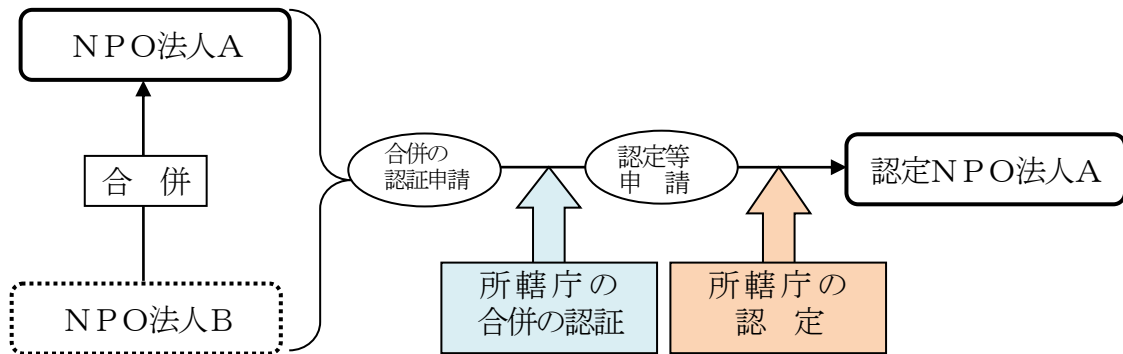 ＮＰＯ法人Ａ
合　併
ＮＰＯ法人Ｂ
合併の
認証申請
認定等
申　請
認定ＮＰＯ法人Ａ
所轄庁の
合併の認証
所轄庁の
認　定